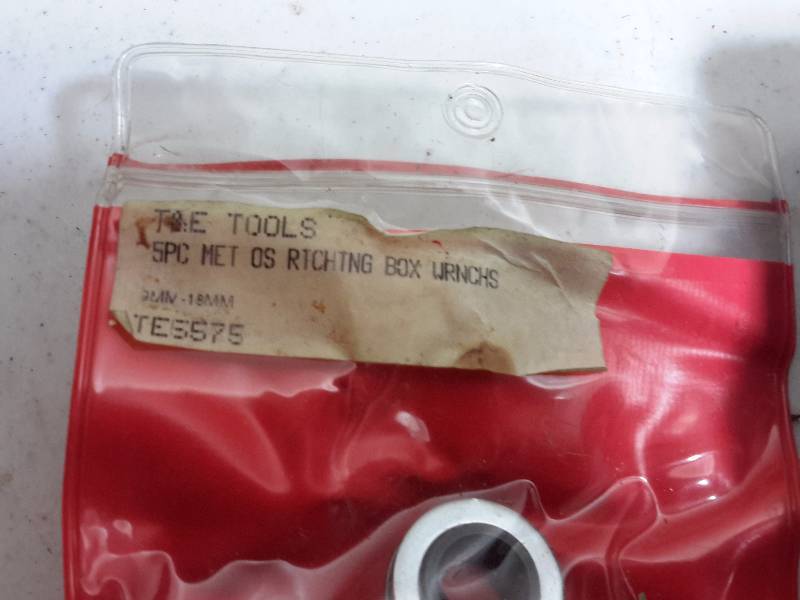 T&E TOOLS
5PC MET OS RTCHTNG BOX WRNCHS
9MM-18MM
TE5575